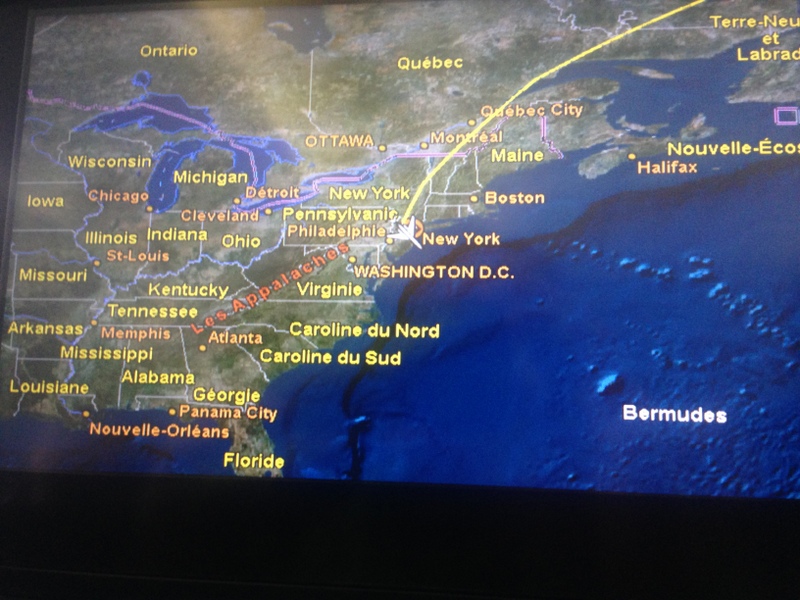 Terre-Neu
et
Labrad
Ontario
Québec
Québec City
OTTAWA
Montréal
Maine
Nouvelle-Écos
Halifax
Wisconsin
Michigan
Détroit
New York
Iowa
Chicago
Cleveland
Pennsylvanie
Boston
Philadelphie
New York
Illinois
Indiana
Ohio
St-Louis
WASHINGTON D.C.
Missouri
Kentucky
Virginie
Les Appalaches
Tennessee
Arkansas
Memphis
Atlanta
Caroline du Nord
Mississippi
Caroline du Sud
Louisiane
Alabama
Géorgie
Panama City
Bermudes
Nouvelle-Orléans
Floride